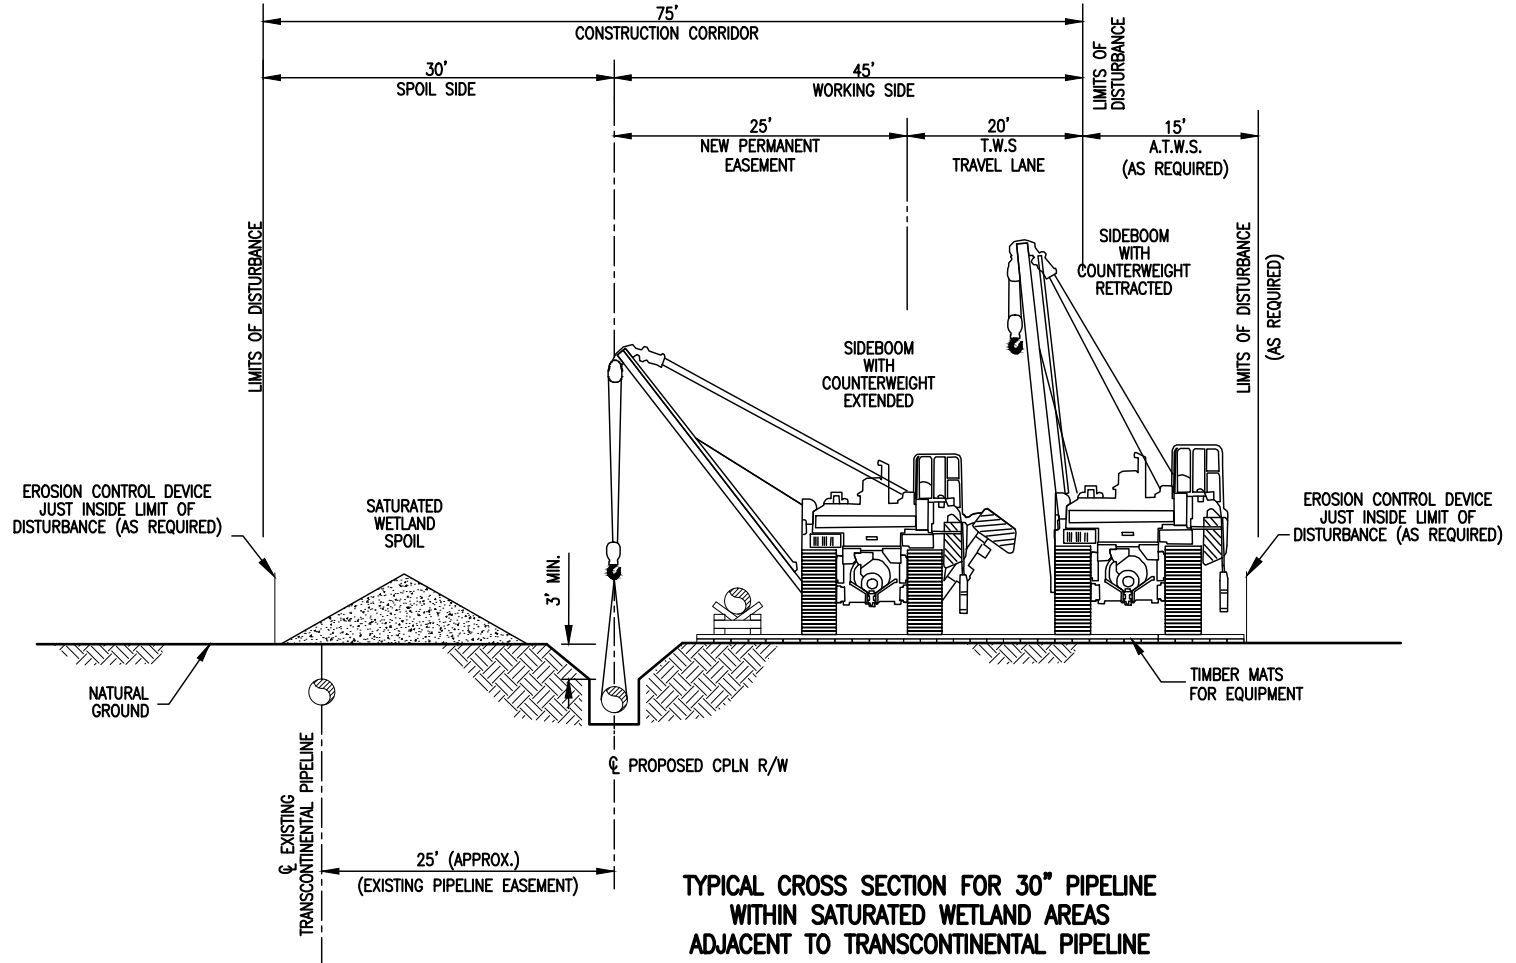 75'
CONSTRUCTION CORRIDOR
30'
SPOIL SIDE
45'
WORKING SIDE
LIMITS OF
DISTURBANCE
25'
NEW PERMANENT
EASEMENT
20'
T.W.S
TRAVEL LANE
15'
A.T.W.S.
(AS REQUIRED)
LIMITS OF DISTURBANCE
SIDEBOOM
WITH
COUNTERWEIGHT
RETRACTED
LIMITS OF DISTURBANCE
(AS REQUIRED)
SIDEBOOM
WITH
COUNTERWEIGHT
EXTENDED
EROSION CONTROL DEVICE
JUST INSIDE LIMIT OF
DISTURBANCE (AS REQUIRED)
SATURATED
WETLAND
SPOIL
3' MIN.
EROSION CONTROL DEVICE
JUST INSIDE LIMIT OF
DISTURBANCE (AS REQUIRED)
NATURAL
GROUND
TIMBER MATS
FOR EQUIPMENT
℄ PROPOSED CPLN R/W
℄ EXISTING
TRANSCONTINENTAL PIPELINE
25' (APPROX.)
(EXISTING PIPELINE EASEMENT)
TYPICAL CROSS SECTION FOR 30" PIPELINE
WITHIN SATURATED WETLAND AREAS
ADJACENT TO TRANSCONTINENTAL PIPELINE